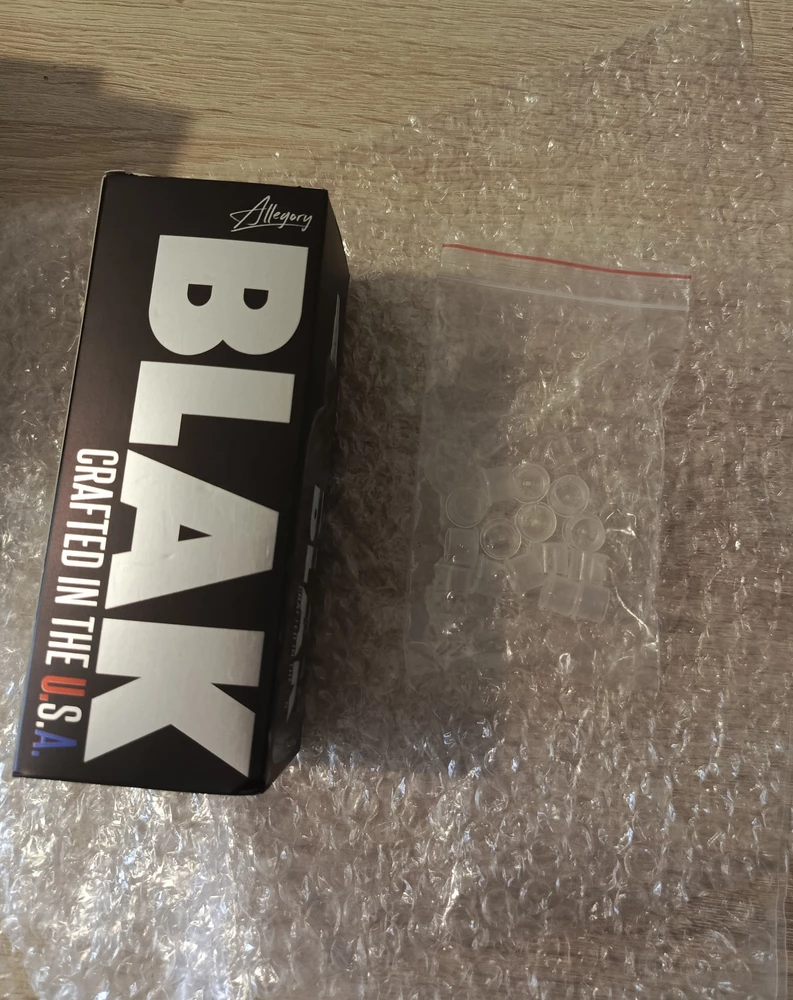 Allegory
BLAK
CRAFTED IN THE U.S.A.